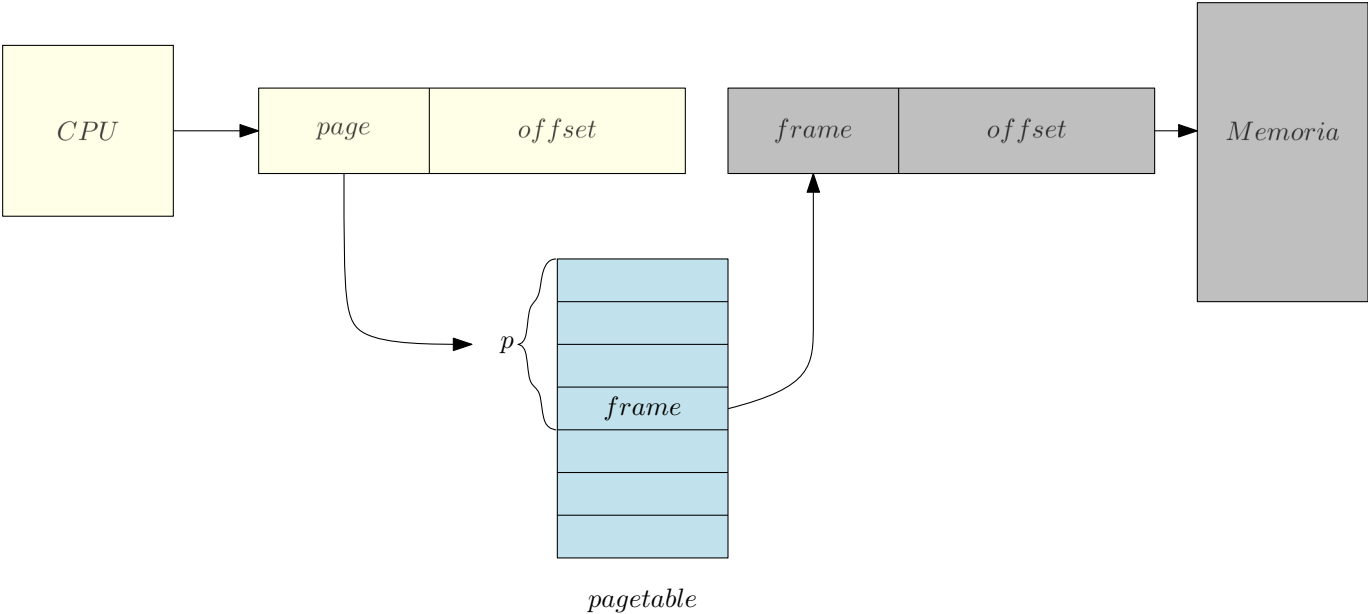 CPU
page
offset
frame
offset
Memoria
p
frame
pagetable